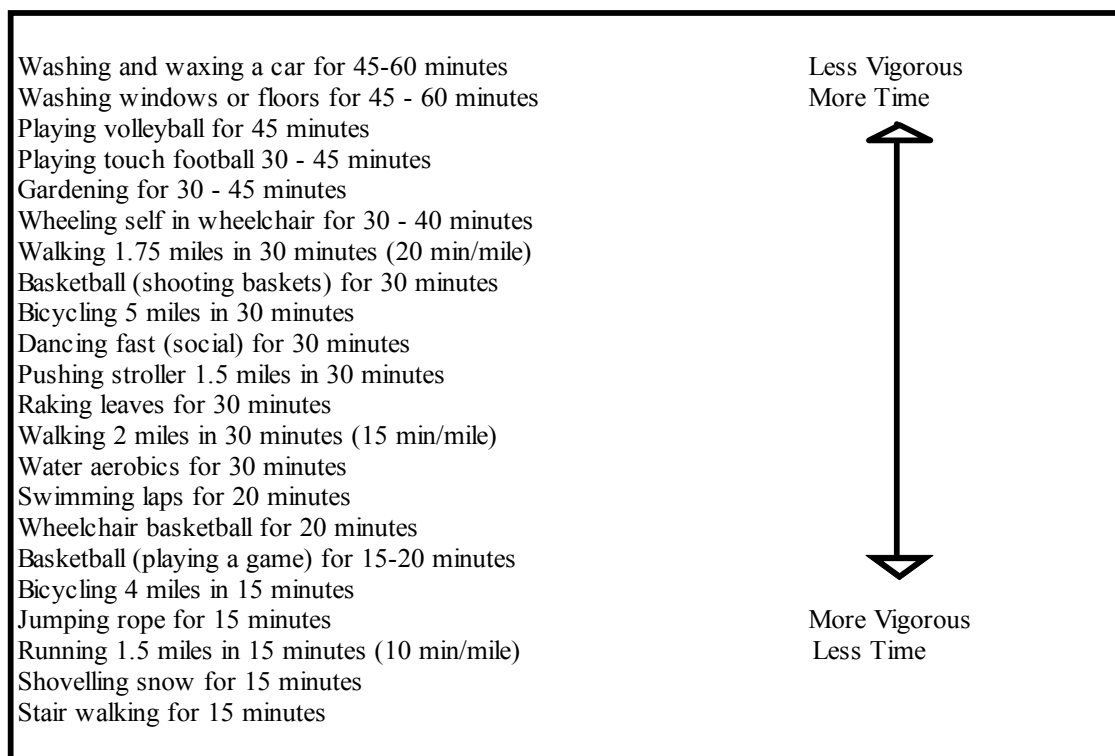 Washing and waxing a car for 45-60 minutes
Less Vigorous
Washing windows or floors for 45 - 60 minutes
More Time
Playing volleyball for 45 minutes
Playing touch football 30 - 45 minutes
Gardening for 30 - 45 minutes
Wheeling self in wheelchair for 30 - 40 minutes
Walking 1.75 miles in 30 minutes (20 min/mile)
Basketball (shooting baskets) for 30 minutes
Bicycling 5 miles in 30 minutes
Dancing fast (social) for 30 minutes
Pushing stroller 1.5 miles in 30 minutes
Raking leaves for 30 minutes
Walking 2 miles in 30 minutes (15 min/mile)
Water aerobics for 30 minutes
Swimming laps for 20 minutes
Wheelchair basketball for 20 minutes
Basketball (playing a game) for 15-20 minutes
Bicycling 4 miles in 15 minutes
Jumping rope for 15 minutes
More Vigorous
Running 1.5 miles in 15 minutes (10 min/mile)
Less Time
Shovelling snow for 15 minutes
Stair walking for 15 minutes